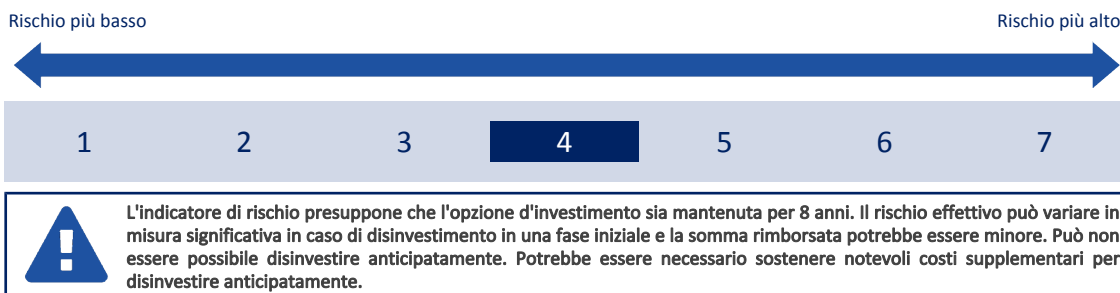 Rischio più basso Rischio più alto
1 2 3 4 5 6 7
L'indicatore di rischio presuppone che l'opzione d'investimento sia mantenuta per 8 anni. Il rischio effettivo può variare in
misura significativa in caso di disinvestimento in una fase iniziale e la somma rimborsata potrebbe essere minore. Può non
essere possibile disinvestire anticipatamente. Potrebbe essere necessario sostenere notevoli costi supplementari per
disinvestire anticipatamente.